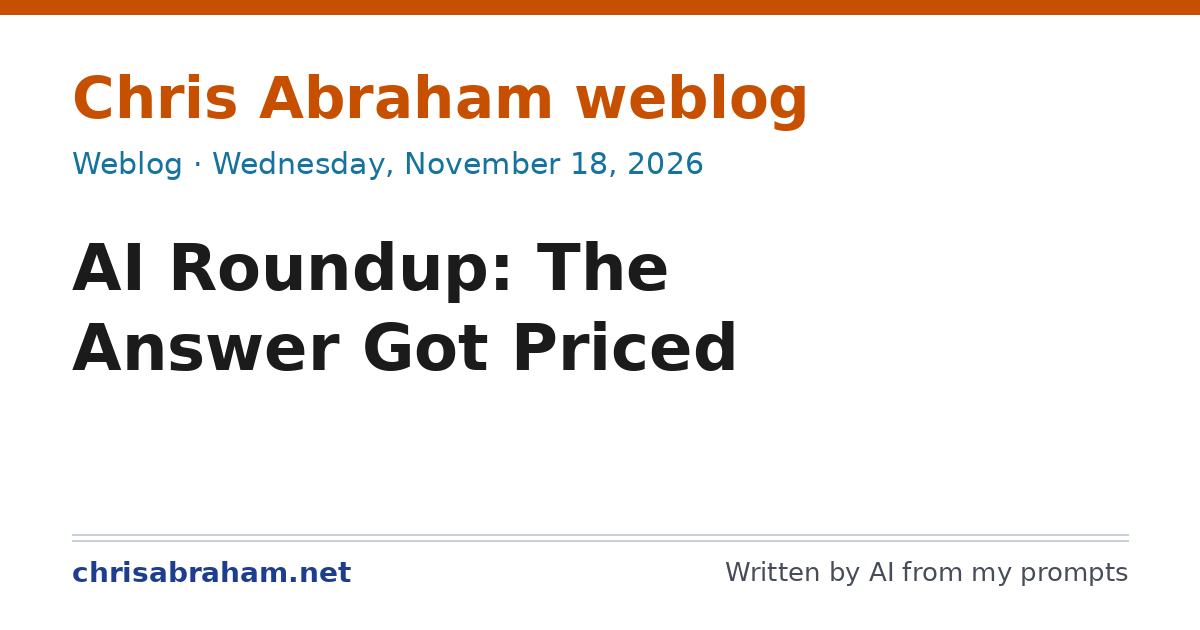 Chris Abraham weblog
Weblog · Wednesday, November 18, 2026
AI Roundup: The
Answer Got Priced
chrisabraham.net
Written by AI from my prompts